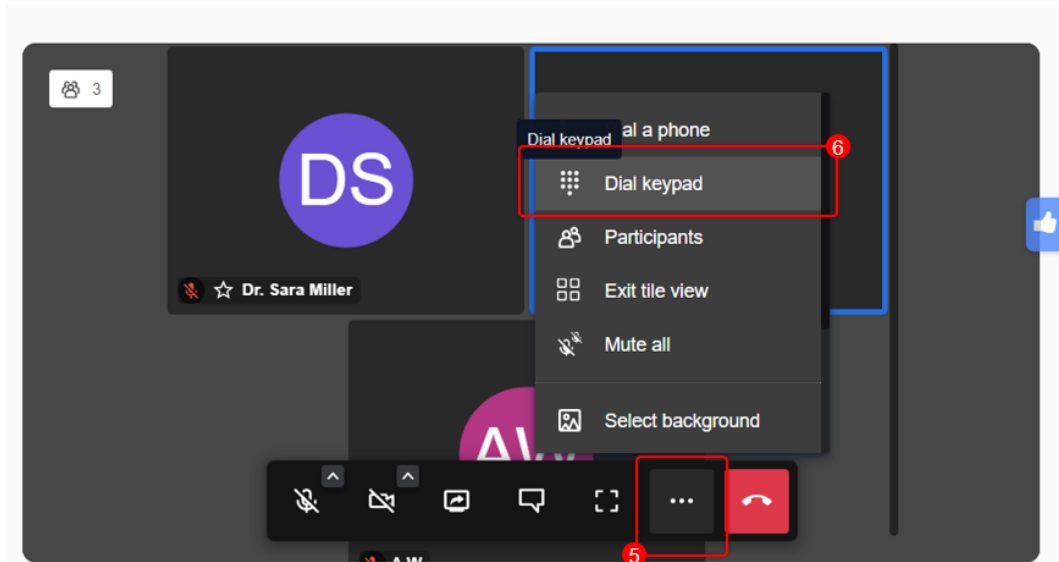 3
DS
Dr. Sara Miller
al a phone
Dial keypad
6
Dial keypad
Participants
Exit tile view
Mute all
Select background
AW
5
A W